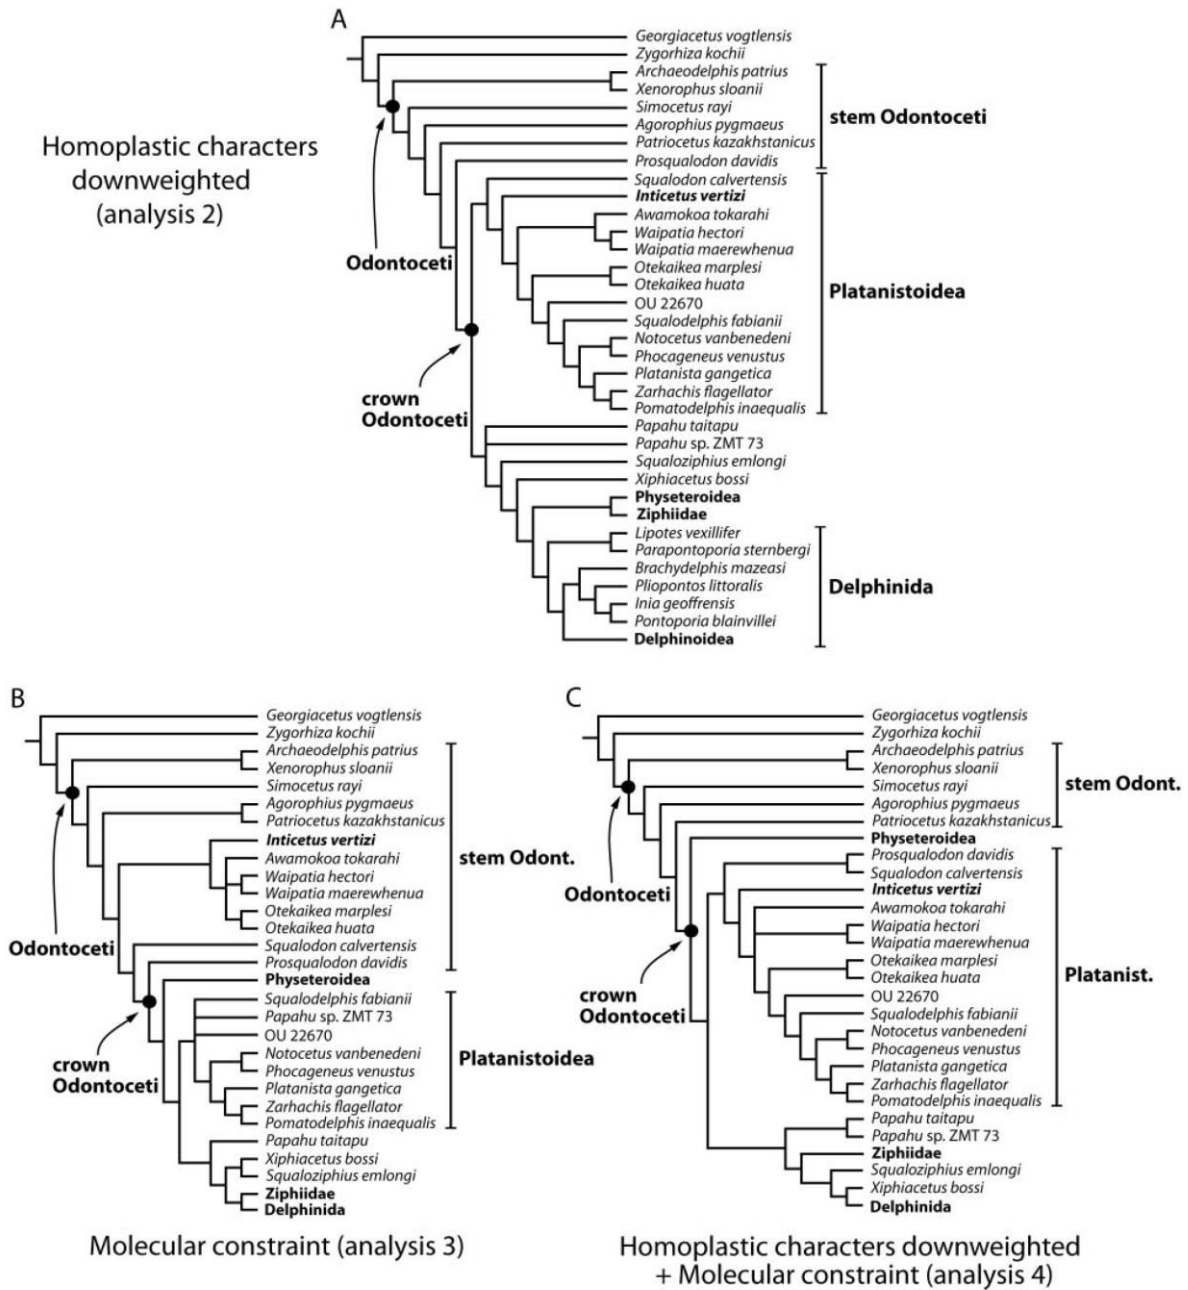 A
Georgiacetus vogtlensis
Zygorhiza kochii
Archaeodelphis patrius
Xenorophus sloanii
Simocetus rayi
Agorophius pygmaeus
Patriocetus kazakhstanicus
Prosqualodon davidis
stem Odontoceti
Squalodon calvertensis
Inticetus vertizi
Awamokoa tokarahi
Waipatia hectori
Waipatia maerewhenua
Otekaikea marplesi
Otekaikea huata
OU 22670
Squalodelphis fabianii
Notocetus vanbenedeni
Phocageneus venustus
Platanista gangetica
Zarhachis flagellator
Pomatodelphis inaequalis
Platanistoidea
Papahu taitapu
Papahu sp. ZMT 73
Squaloziphius emlongi
Xiphiacetus bossi
Physeteroidea
Ziphiidae
Lipotes vexillifer
Parapontoporia sternbergi
Brachydelphis mazeasi
Pliopontos littoralis
Inia geoffrensis
Pontoporia blainvillei
Delphinoidea
Delphinida
Homoplastic characters
downweighted
(analysis 2)
Odontoceti
crown
Odontoceti
B
Georgiacetus vogtlensis
Zygorhiza kochii
Archaeodelphis patrius
Xenorophus sloanii
Simocetus rayi
Agorophius pygmaeus
Patriocetus kazakhstanicus
Inticetus vertizi
Awamokoa tokarahi
Waipatia hectori
Waipatia maerewhenua
Otekaikea marplesi
Otekaikea huata
Squalodon calvertensis
Prosqualodon davidis
stem Odont.
Physeteroidea
Squalodelphis fabianii
Papahu sp. ZMT 73
OU 22670
Notocetus vanbenedeni
Phocageneus venustus
Platanista gangetica
Zarhachis flagellator
Pomatodelphis inaequalis
Platanistoidea
Papahu taitapu
Xiphiacetus bossi
Squaloziphius emlongi
Ziphiidae
Delphinida
Odontoceti
crown
Odontoceti
Molecular constraint (analysis 3)
C
Georgiacetus vogtlensis
Zygorhiza kochii
Archaeodelphis patrius
Xenorophus sloanii
Simocetus rayi
Agorophius pygmaeus
Patriocetus kazakhstanicus
stem Odont.
Physeteroidea
Prosqualodon davidis
Squalodon calvertensis
Inticetus vertizi
Awamokoa tokarahi
Waipatia hectori
Waipatia maerewhenua
Otekaikea marplesi
Otekaikea huata
OU 22670
Squalodelphis fabianii
Notocetus vanbenedeni
Phocageneus venustus
Platanista gangetica
Zarhachis flagellator
Pomatodelphis inaequalis
Platanist.
Papahu taitapu
Papahu sp. ZMT 73
Ziphiidae
Squaloziphius emlongi
Xiphiacetus bossi
Delphinida
Odontoceti
crown
Odontoceti
Homoplastic characters downweighted
+ Molecular constraint (analysis 4)